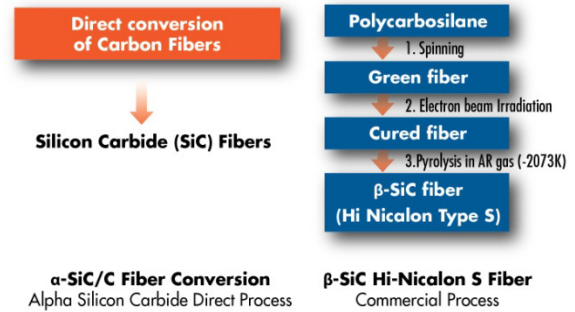 Direct conversion
of Carbon Fibers
Silicon Carbide (SiC) Fibers
α-SiC/C Fiber Conversion
Alpha Silicon Carbide Direct Process
Polycarbosilane
1. Spinning
Green fiber
2. Electron beam Irradiation
Cured fiber
3.Pyrolysis in AR gas (-2073K)
β-SiC fiber
(Hi Nicalon Type S)
β-SiC Hi-Nicalon S Fiber
Commercial Process